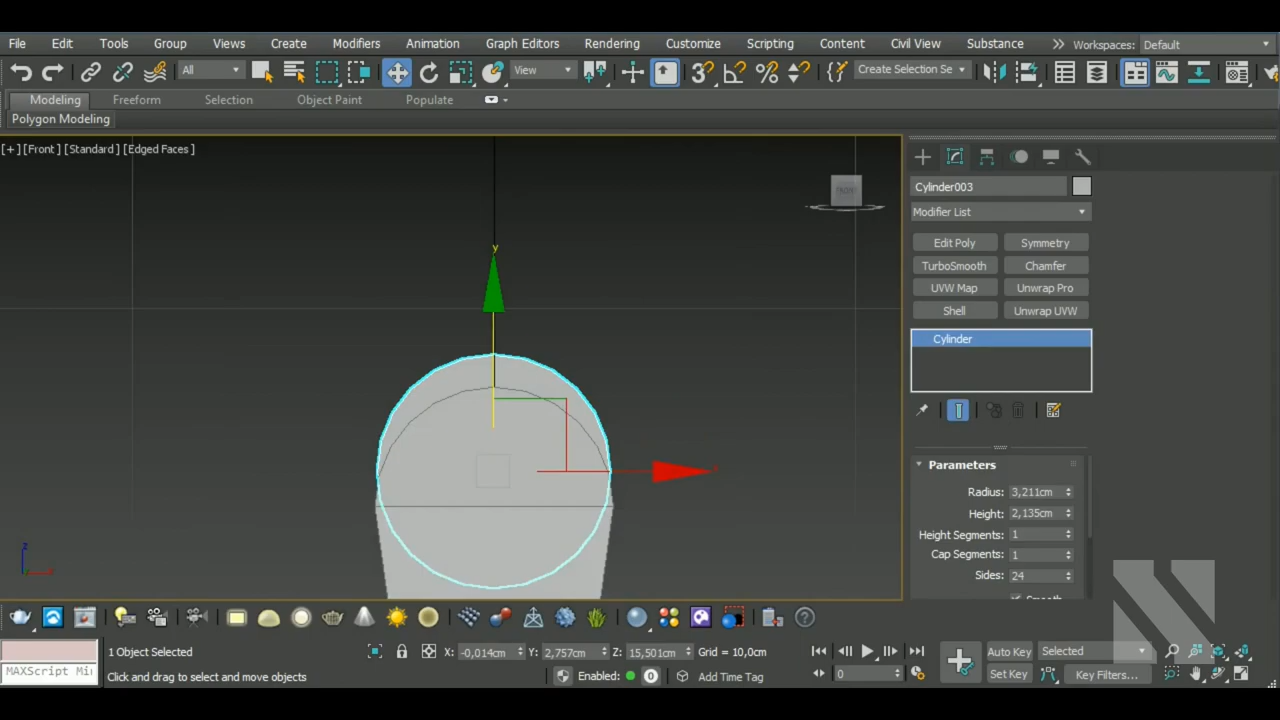 File Edit Tools Group Views Create Modifiers Animation Graph Editors Rendering Customize Scripting Content Civil View Substance Workspaces: Default
All View Create Selection Se
Modeling Freeform Selection Object Paint Populate
Polygon Modeling
[+] [Front] [Standard] [Edged Faces]
FRONT
Cylinder003
Modifier List
Edit Poly Symmetry
TurboSmooth Chamfer
UVW Map Unwrap Pro
Shell Unwrap UVW
Cylinder
y
Parameters
Radius: 3,211cm
Height: 2,135cm
Height Segments: 1
Cap Segments: 1
Sides: 24
Smooth
z
1 Object Selected X: -0,014cm Y: 2,757cm Z: 15,501cm Grid = 10,0cm Auto Key Selected
MAXScript Mi Click and drag to select and move objects Enabled: 0 Add Time Tag 0 Set Key Key Filters...